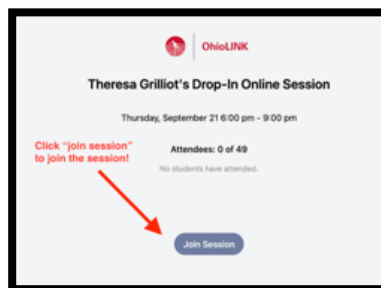 OhioLINK
Theresa Grilliot's Drop-In Online Session
Thursday, September 21 6:00 pm - 9:00 pm
Click "join session"
to join the session!
Attendees: 0 of 49
No students have attended.
Join Session